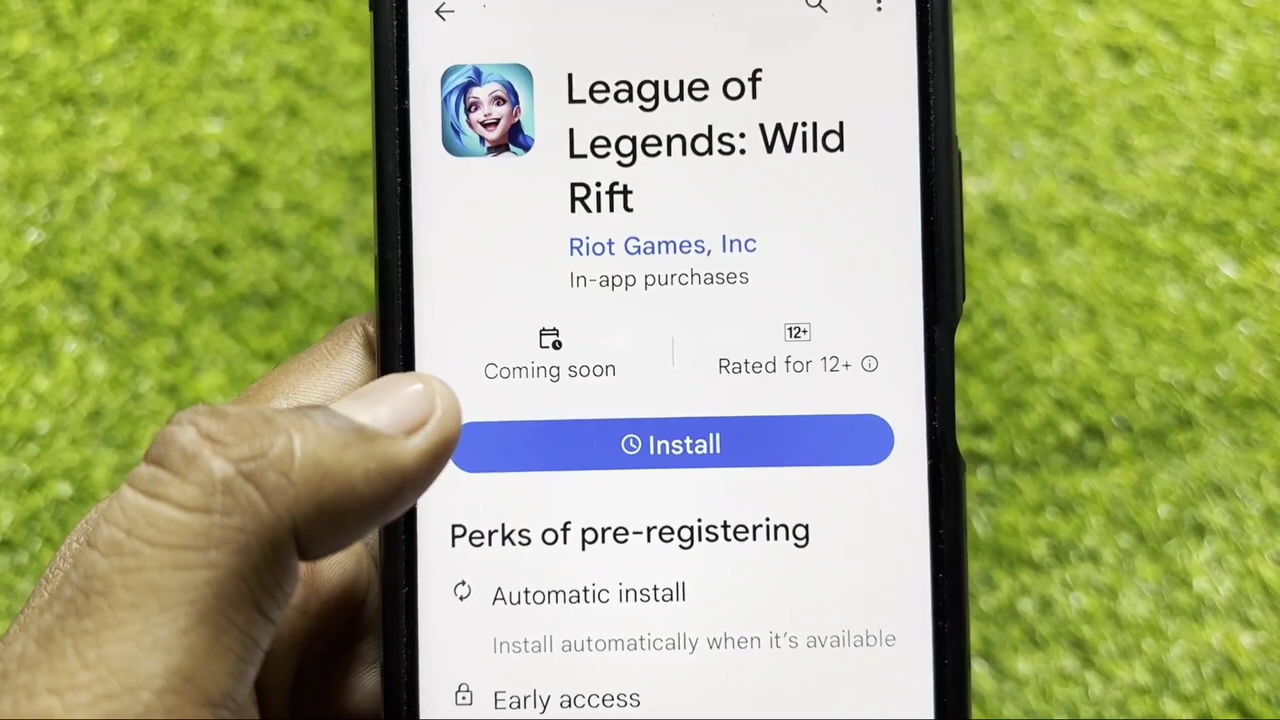 League of
Legends: Wild
Rift
Riot Games, Inc
In-app purchases
12+
Coming soon
Rated for 12+
Install
Perks of pre-registering
Automatic install
Install automatically when it's available
Early access